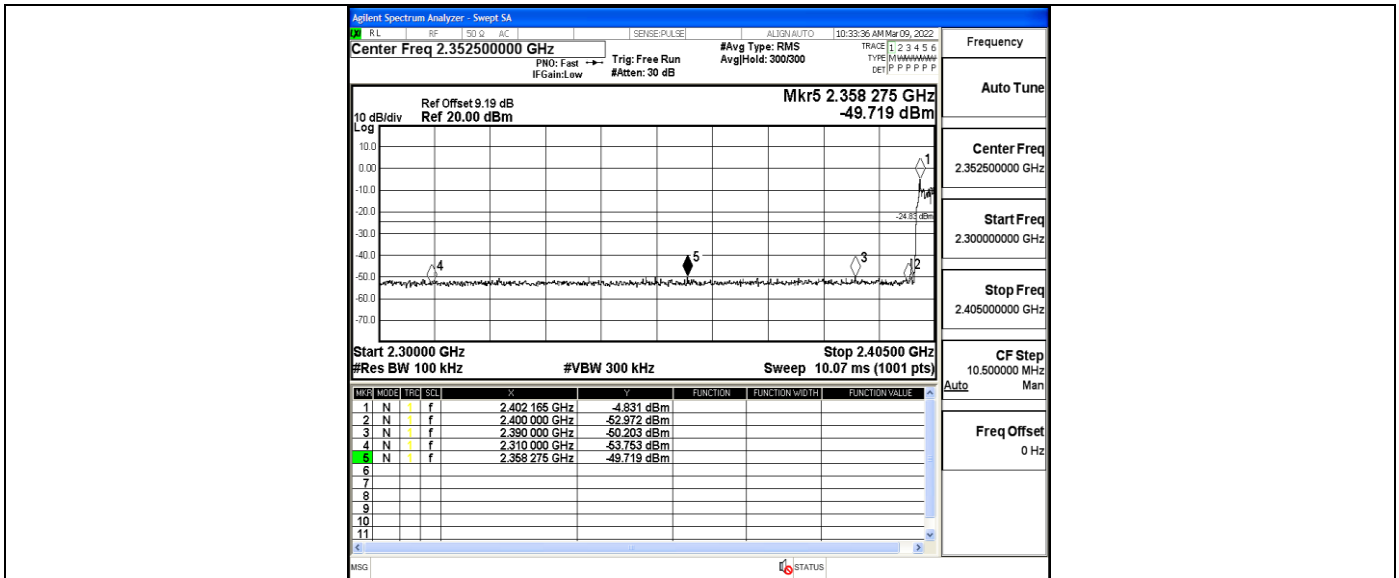 Agilent Spectrum Analyzer - Swept SA
RL RF 50 Ω AC SENSE:PULSE ALIGN AUTO 10:33:36 AM Mar 09, 2022
Center Freq 2.352500000 GHz
PNO: Fast
IFGain:Low
Trig: Free Run
#Atten: 30 dB
#Avg Type: RMS
Avg|Hold: 300/300
TRACE 1 2 3 4 5 6
TYPE M WWWWW
DET P P P P P P
Frequency
Auto Tune
Center Freq
2.352500000 GHz
Start Freq
2.300000000 GHz
Stop Freq
2.405000000 GHz
CF Step
10.500000 MHz
Auto Man
Freq Offset
0 Hz
Mkr5 2.358 275 GHz
-49.719 dBm
Ref Offset 9.19 dB
10 dB/div Ref 20.00 dBm
Log
10.0
0.00
-10.0
-20.0
-30.0
-40.0
-50.0
-60.0
-70.0
1
-24.83 dBm
4
5
3
2
Start 2.30000 GHz Stop 2.40500 GHz
#Res BW 100 kHz #VBW 300 kHz Sweep 10.07 ms (1001 pts)
MKR MODE TRC SCL X Y FUNCTION FUNCTION WIDTH FUNCTION VALUE
1 N 1 f 2.402 165 GHz -4.831 dBm
2 N 1 f 2.400 000 GHz -52.972 dBm
3 N 1 f 2.390 000 GHz -50.203 dBm
4 N 1 f 2.310 000 GHz -53.753 dBm
5 N 1 f 2.358 275 GHz -49.719 dBm
6
7
8
9
10
11
MSG STATUS